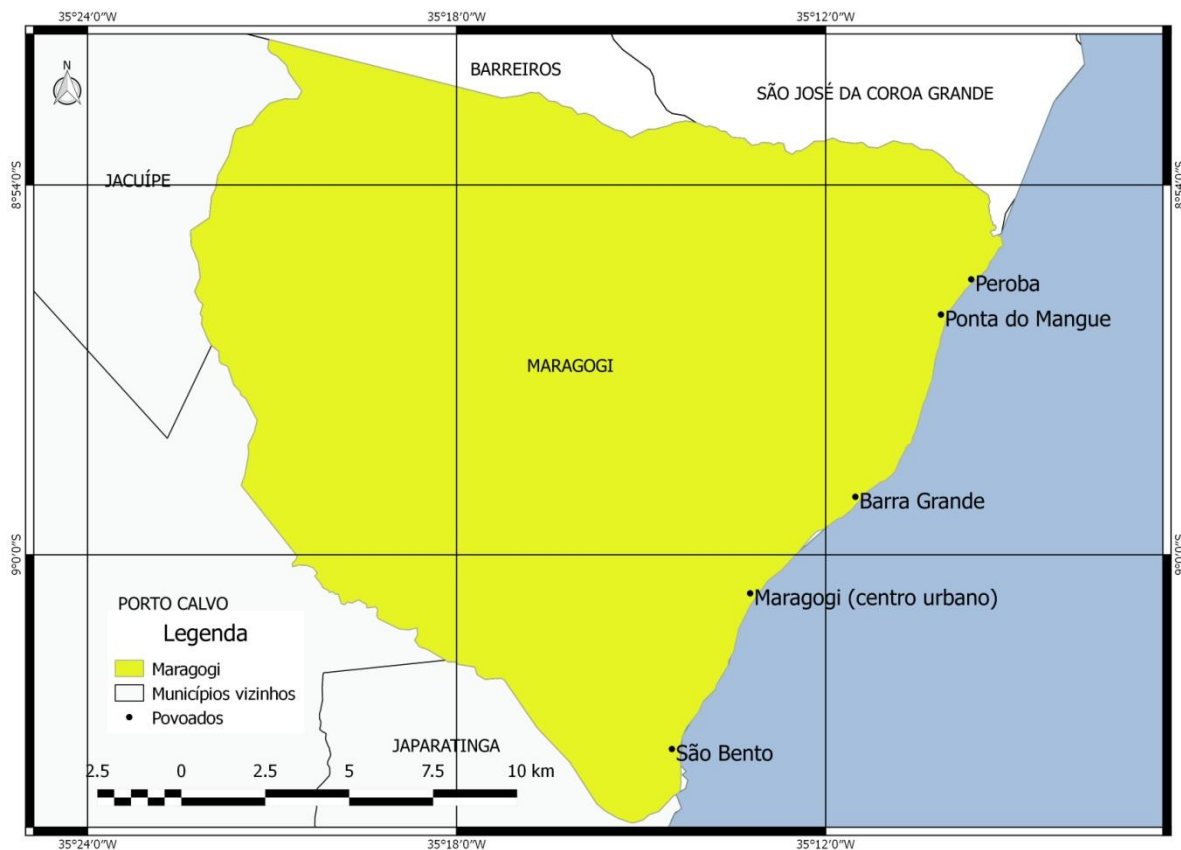 35°24'0"W
35°18'0"W
35°12'0"W
N
BARREIROS
SÃO JOSÉ DA COROA GRANDE
JACUÍPE
8°54'0"S
8°54'0"S
Peroba
Ponta do Mangue
MARAGOGI
Barra Grande
9°0'0"S
9°0'0"S
Maragogi (centro urbano)
PORTO CALVO
Legenda
Maragogi
Municípios vizinhos
Povoados
JAPARATINGA
São Bento
2.5 0 2.5 5 7.5 10 km
35°24'0"W
35°18'0"W
35°12'0"W